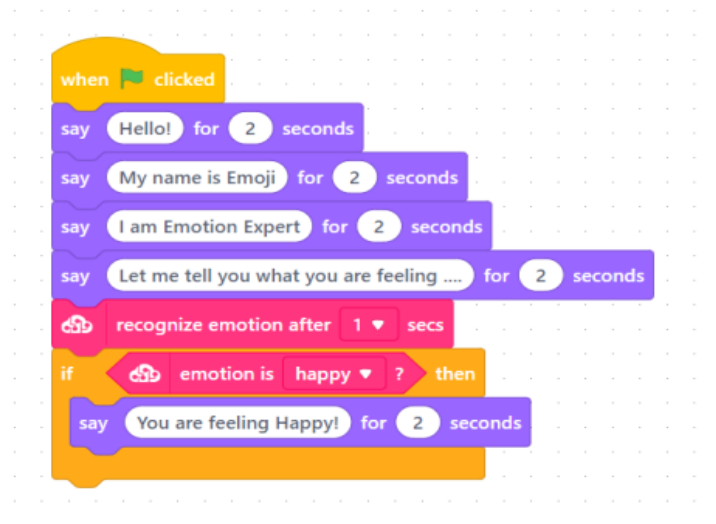 when clicked
say Hello! for 2 seconds
say My name is Emoji for 2 seconds
say I am Emotion Expert for 2 seconds
say Let me tell you what you are feeling .... for 2 seconds
recognize emotion after 1 secs
if emotion is happy ? then
say You are feeling Happy! for 2 seconds